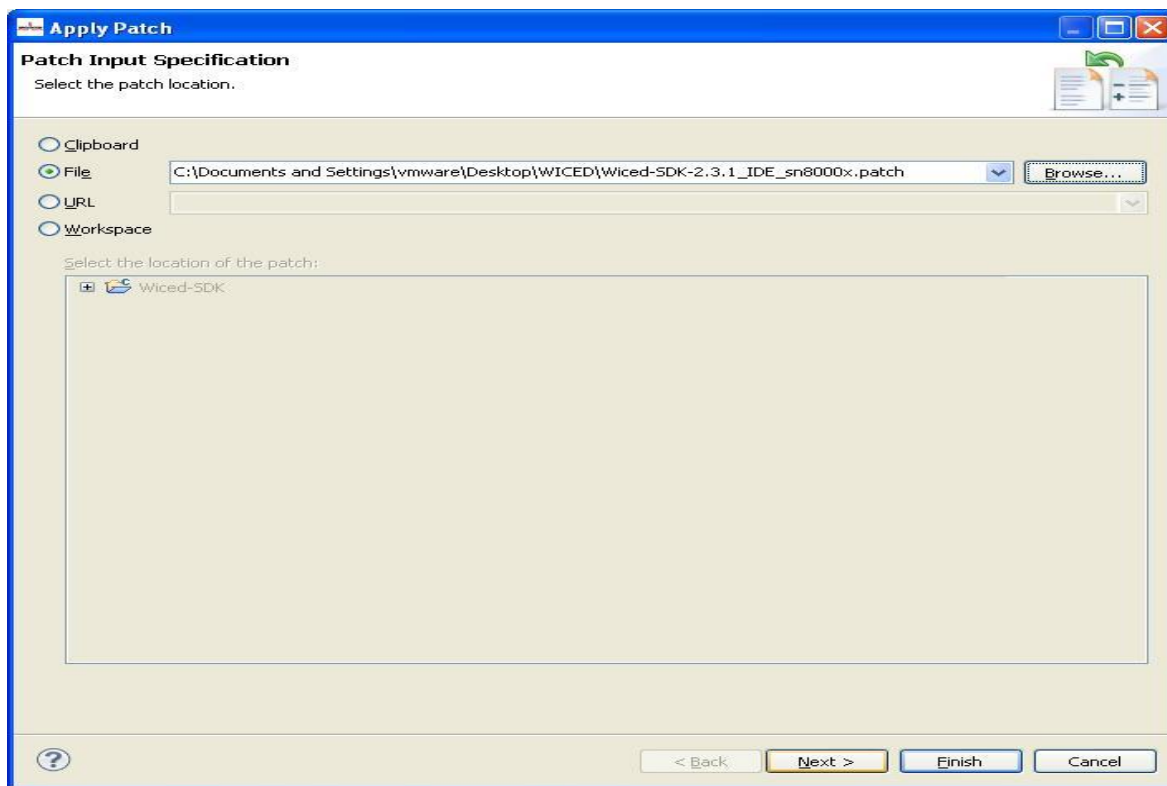 Apply Patch
Patch Input Specification
Select the patch location.
Clipboard
File C:\Documents and Settings\vmware\Desktop\WICED\Wiced-SDK-2.3.1_IDE_sn8000x.patch Browse...
URL
Workspace
Select the location of the patch:
Wiced-SDK
< Back Next > Finish Cancel